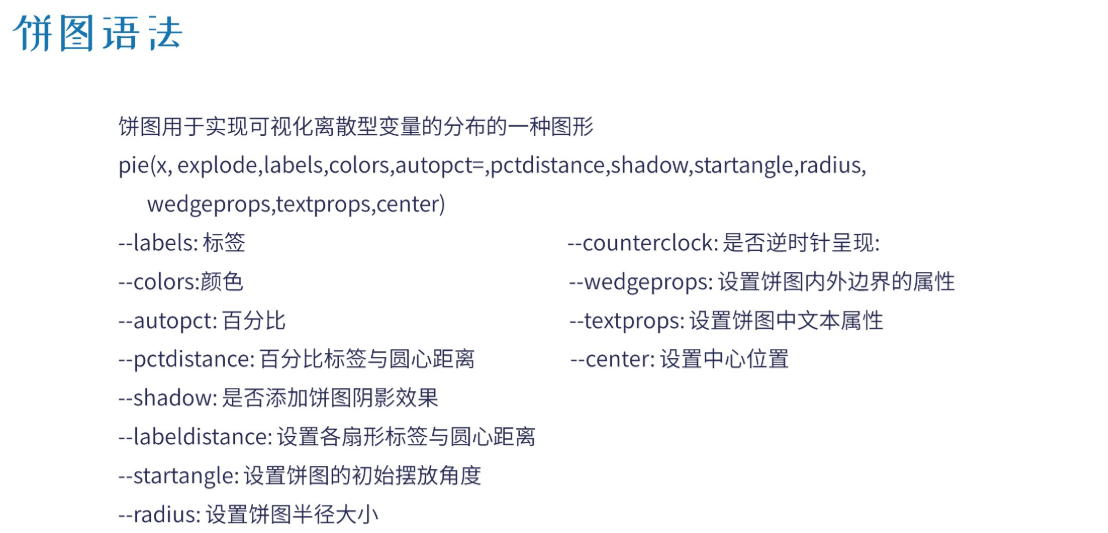 饼图语法
饼图用于实现可视化离散型变量的分布的一种图形
pie(x, explode,labels,colors,autopct=,pctdistance,shadow,startangle,radius,
wedgeprops,textprops,center)
--labels: 标签
--colors:颜色
--autopct: 百分比
--pctdistance: 百分比标签与圆心距离
--shadow: 是否添加饼图阴影效果
--labeldistance: 设置各扇形标签与圆心距离
--startangle: 设置饼图的初始摆放角度
--radius: 设置饼图半径大小
--counterclock: 是否逆时针呈现:
--wedgeprops: 设置饼图内外边界的属性
--textprops: 设置饼图中文本属性
--center: 设置中心位置